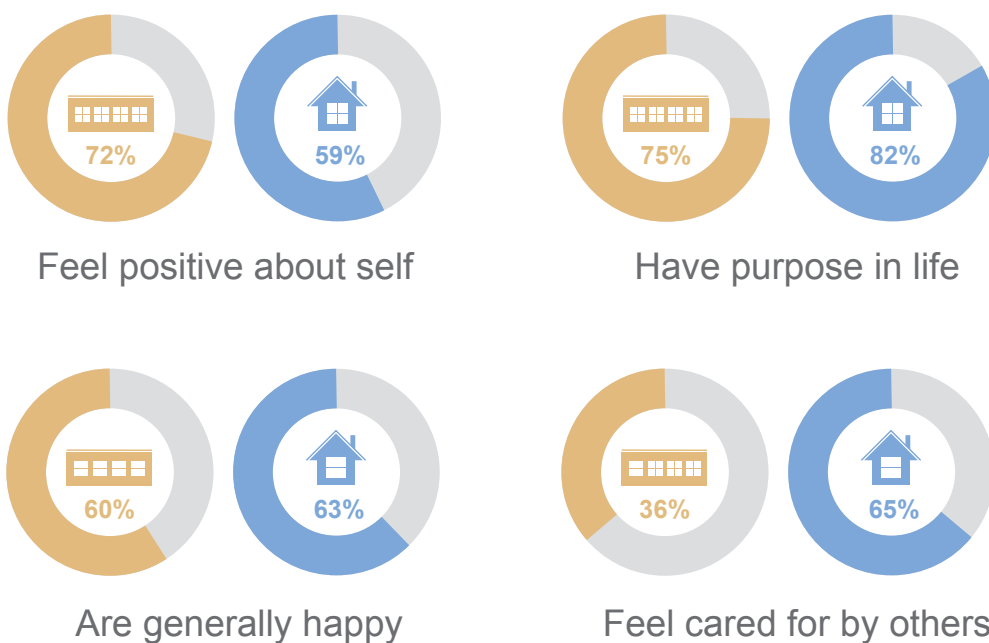 72%
59%
75%
82%
Feel positive about self
Have purpose in life
60%
63%
36%
65%
Are generally happy
Feel cared for by others